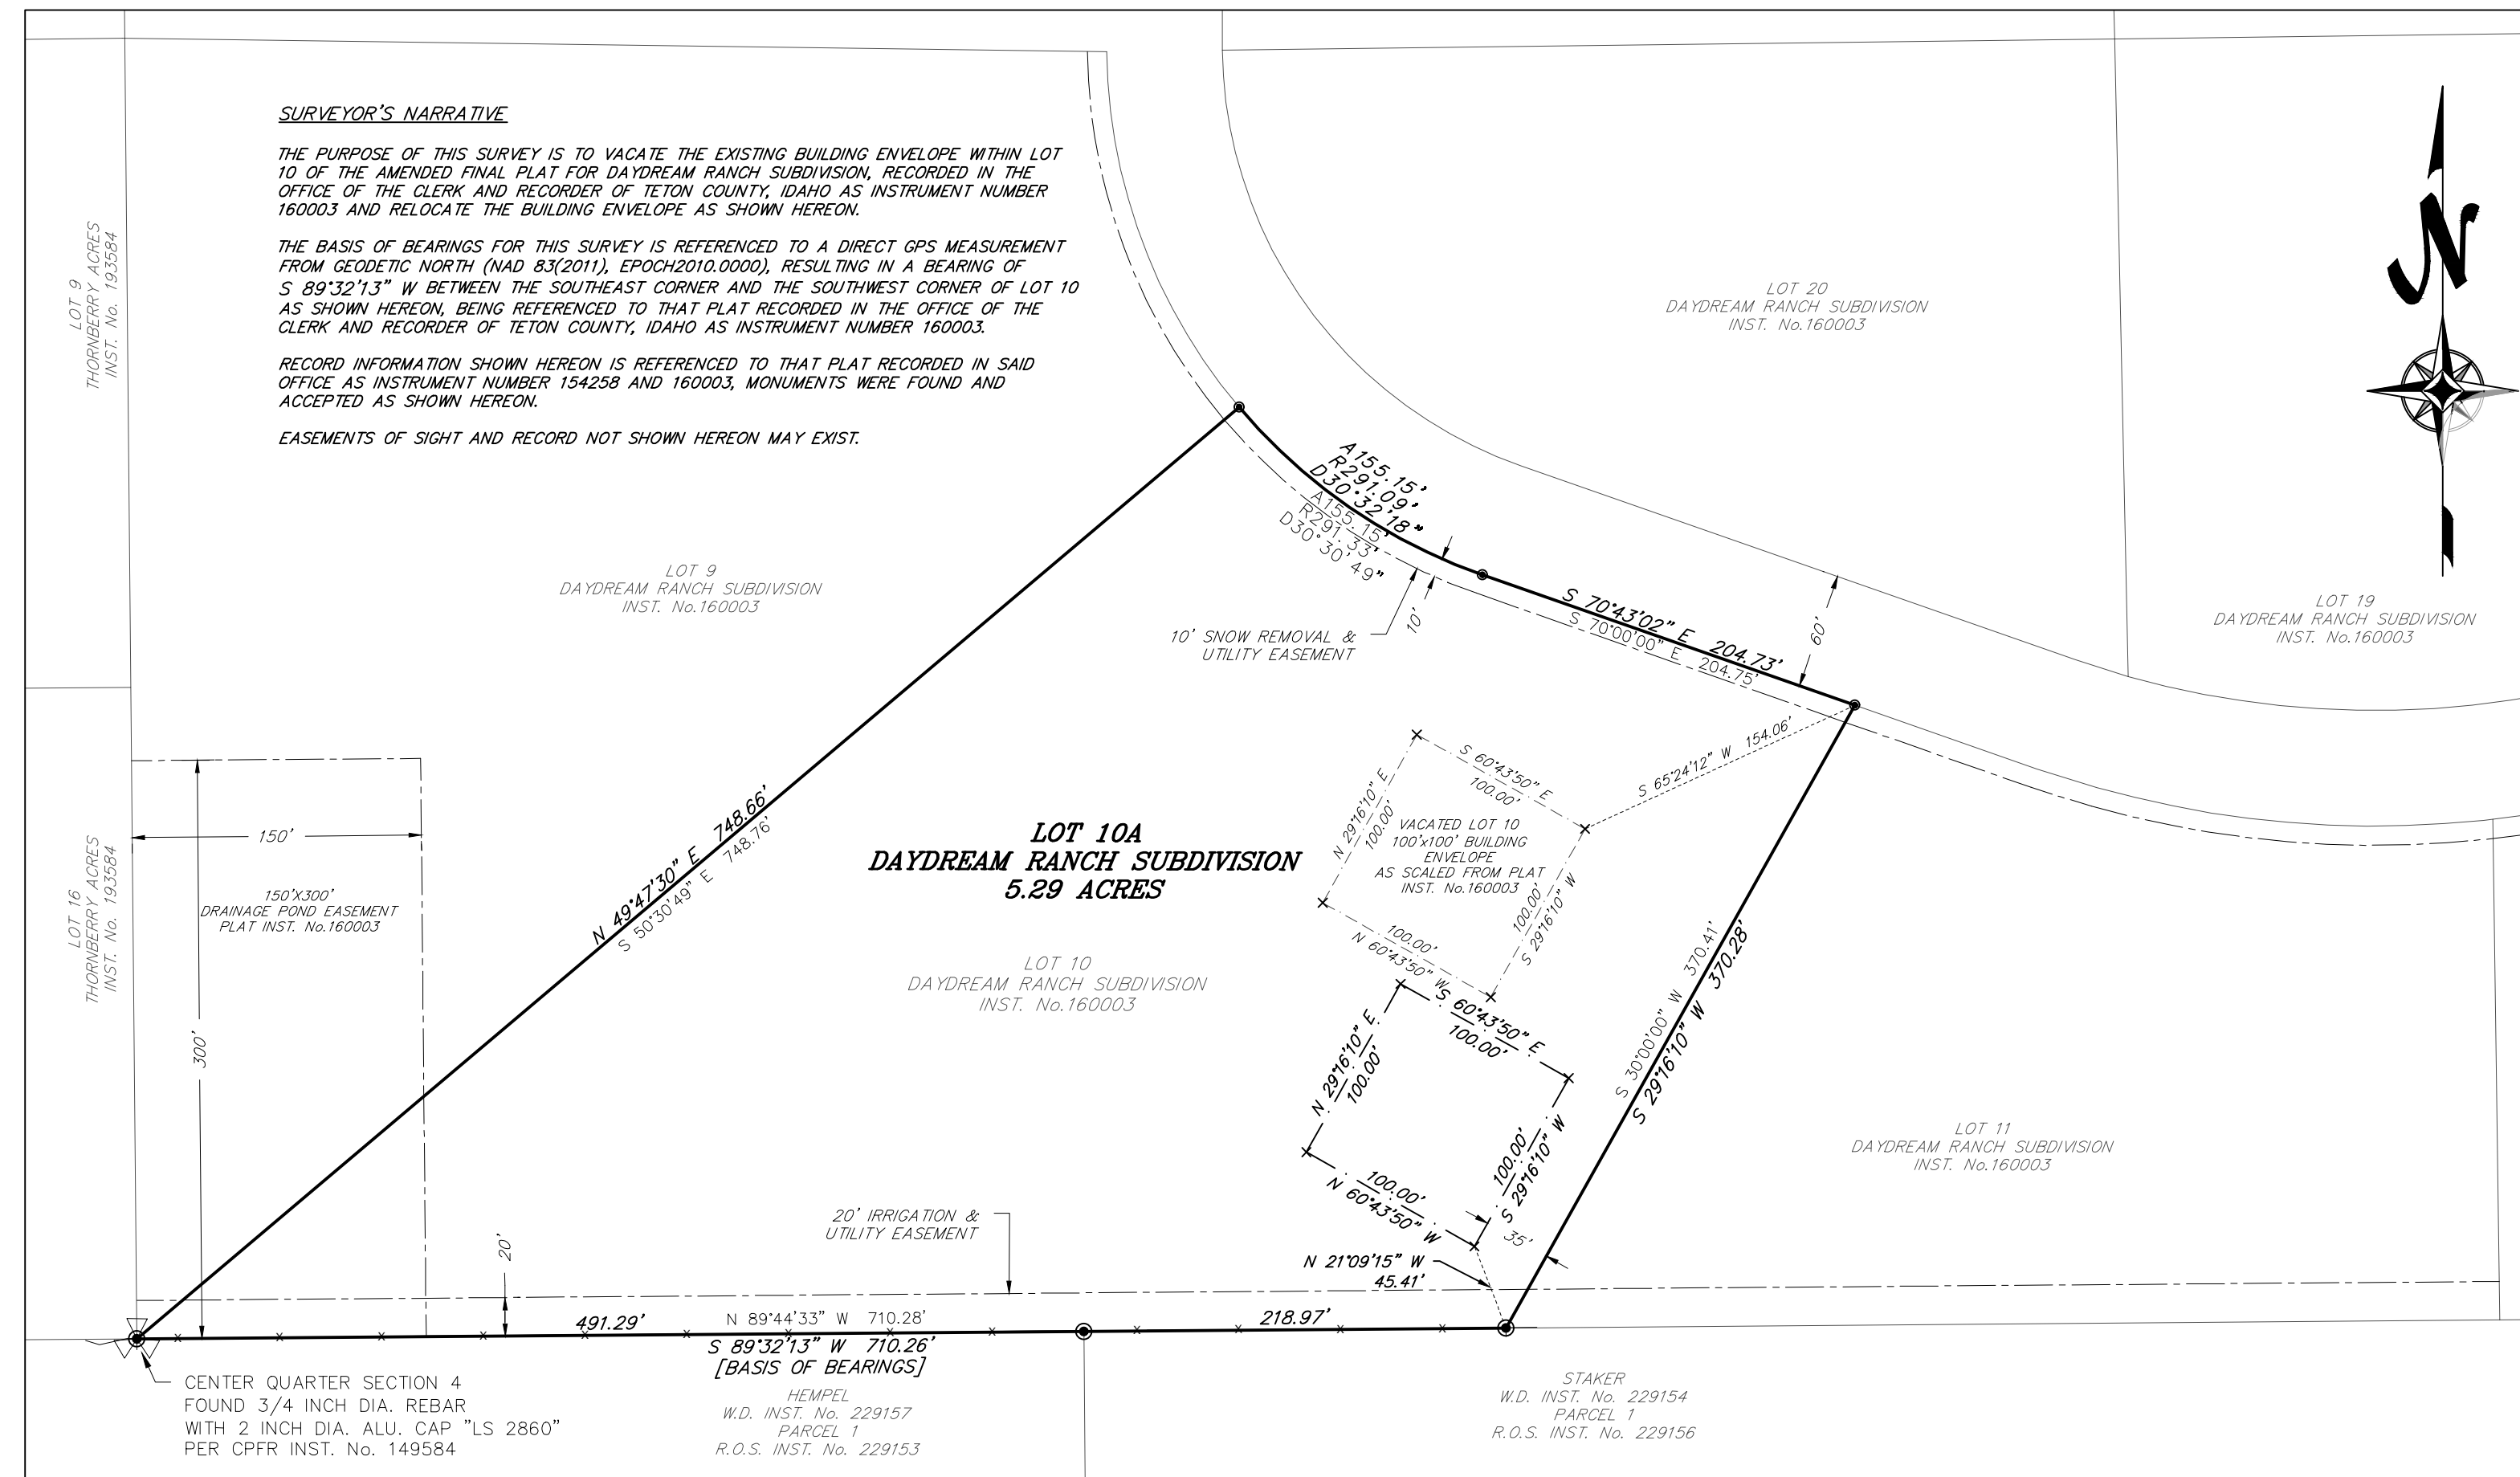 SURVEYOR'S NARRATIVE
THE PURPOSE OF THIS SURVEY IS TO VACATE THE EXISTING BUILDING ENVELOPE WITHIN LOT
10 OF THE AMENDED FINAL PLAT FOR DAYDREAM RANCH SUBDIVISION, RECORDED IN THE
OFFICE OF THE CLERK AND RECORDER OF TETON COUNTY, IDAHO AS INSTRUMENT NUMBER
160003 AND RELOCATE THE BUILDING ENVELOPE AS SHOWN HEREON.
THE BASIS OF BEARINGS FOR THIS SURVEY IS REFERENCED TO A DIRECT GPS MEASUREMENT
FROM GEODETIC NORTH (NAD 83(2011), EPOCH2010.0000), RESULTING IN A BEARING OF
S 89°32'13" W BETWEEN THE SOUTHEAST CORNER AND THE SOUTHWEST CORNER OF LOT 10
AS SHOWN HEREON, BEING REFERENCED TO THAT PLAT RECORDED IN THE OFFICE OF THE
CLERK AND RECORDER OF TETON COUNTY, IDAHO AS INSTRUMENT NUMBER 160003.
RECORD INFORMATION SHOWN HEREON IS REFERENCED TO THAT PLAT RECORDED IN SAID
OFFICE AS INSTRUMENT NUMBER 154258 AND 160003, MONUMENTS WERE FOUND AND
ACCEPTED AS SHOWN HEREON.
EASEMENTS OF SIGHT AND RECORD NOT SHOWN HEREON MAY EXIST.
LOT 9
THORNBERRY ACRES
INST. No. 193584
LOT 20
DAYDREAM RANCH SUBDIVISION
INST. No.160003
N
LOT 19
DAYDREAM RANCH SUBDIVISION
INST. No.160003
A155.15'
R291.09'
D30°32'18"
A155.15'
R291.33'
D30°30'49"
LOT 9
DAYDREAM RANCH SUBDIVISION
INST. No.160003
10' SNOW REMOVAL &
UTILITY EASEMENT
10'
S 70°43'02" E 204.73'
S 70°00'00" E 204.75'
60'
S 65°24'12" W 154.06'
S 60°43'50" E
100.00'
N 29°16'10" E
100.00'
VACATED LOT 10
100'x100' BUILDING
ENVELOPE
AS SCALED FROM PLAT
INST. No.160003
100.00'
S 29°16'10" W
100.00'
N 60°43'50" W
LOT 10A
DAYDREAM RANCH SUBDIVISION
5.29 ACRES
N 49°47'30" E 748.66'
S 50°30'49" E 748.76'
150'
150'X300'
DRAINAGE POND EASEMENT
PLAT INST. No.160003
LOT 16
THORNBERRY ACRES
INST. No. 193584
300'
LOT 10
DAYDREAM RANCH SUBDIVISION
INST. No.160003
S 60°43'50" E
100.00'
N 29°16'10" E
100.00'
100.00'
S 29°16'10" W
100.00'
N 60°43'50" W
S 30°00'00" W 370.41'
S 29°16'10" W 370.28'
LOT 11
DAYDREAM RANCH SUBDIVISION
INST. No.160003
20' IRRIGATION &
UTILITY EASEMENT
20'
35'
N 21°09'15" W
45.41'
491.29'
N 89°44'33" W 710.28'
218.97'
S 89°32'13" W 710.26'
[BASIS OF BEARINGS]
CENTER QUARTER SECTION 4
FOUND 3/4 INCH DIA. REBAR
WITH 2 INCH DIA. ALU. CAP "LS 2860"
PER CPFR INST. No. 149584
HEMPEL
W.D. INST. No. 229157
PARCEL 1
R.O.S. INST. No. 229153
STAKER
W.D. INST. No. 229154
PARCEL 1
R.O.S. INST. No. 229156